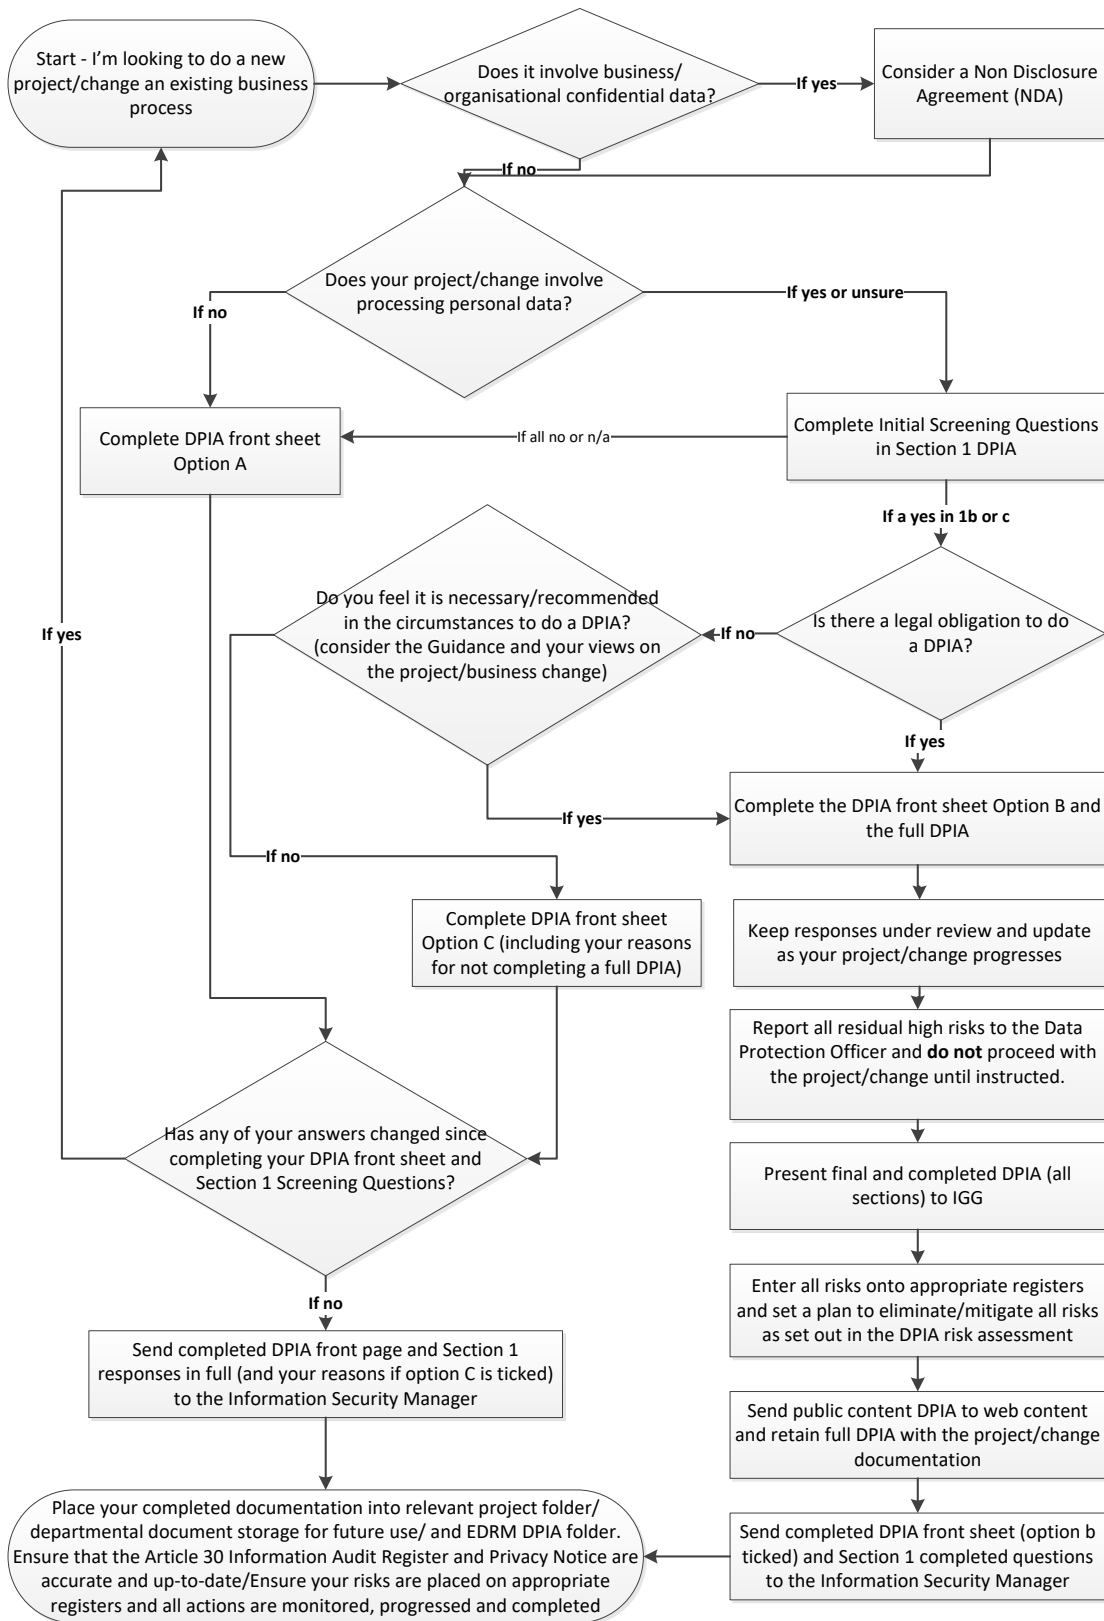 Start - I’m looking to do a new
project/change an existing business
process
Does it involve business/
organisational confidential data?
If yes
Consider a Non Disclosure
Agreement (NDA)
If no
Does your project/change involve
processing personal data?
If no
If yes or unsure
Complete DPIA front sheet
Option A
If all no or n/a
Complete Initial Screening Questions
in Section 1 DPIA
If a yes in 1b or c
Do you feel it is necessary/recommended
in the circumstances to do a DPIA?
(consider the Guidance and your views on
the project/business change)
If no
Is there a legal obligation to do
a DPIA?
If yes
If yes
If yes
Complete the DPIA front sheet Option B and
the full DPIA
If no
Complete DPIA front sheet
Option C (including your reasons
for not completing a full DPIA)
Keep responses under review and update
as your project/change progresses
Report all residual high risks to the Data
Protection Officer and do not proceed with
the project/change until instructed.
Has any of your answers changed since
completing your DPIA front sheet and
Section 1 Screening Questions?
Present final and completed DPIA (all
sections) to IGG
If no
Enter all risks onto appropriate registers
and set a plan to eliminate/mitigate all risks
as set out in the DPIA risk assessment
Send completed DPIA front page and Section 1
responses in full (and your reasons if option C is ticked)
to the Information Security Manager
Send public content DPIA to web content
and retain full DPIA with the project/change
documentation
Place your completed documentation into relevant project folder/
departmental document storage for future use/ and EDRM DPIA folder.
Ensure that the Article 30 Information Audit Register and Privacy Notice are
accurate and up-to-date/Ensure your risks are placed on appropriate
registers and all actions are monitored, progressed and completed
Send completed DPIA front sheet (option b
ticked) and Section 1 completed questions
to the Information Security Manager